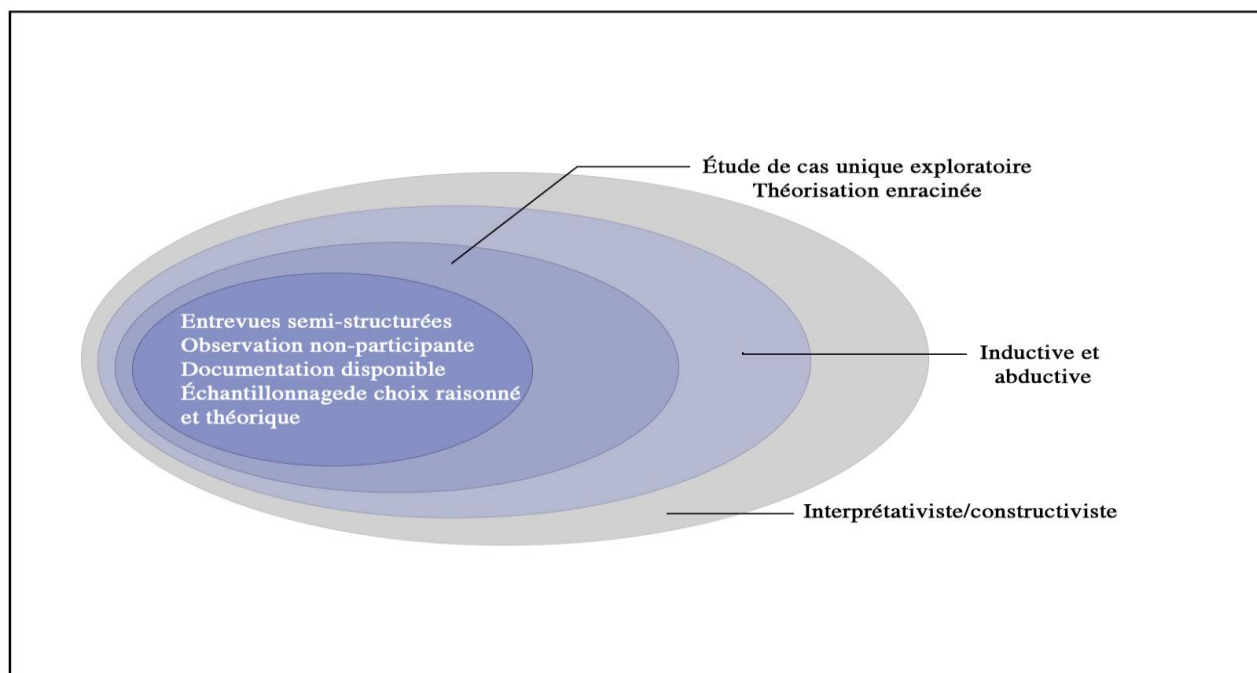 Étude de cas unique exploratoire
Théorisation enracinée
Entrevues semi-structurées
Observation non-participante
Documentation disponible
Échantillonnagede choix raisonné
et théorique
Inductive et
abductive
Interprétativiste/constructiviste